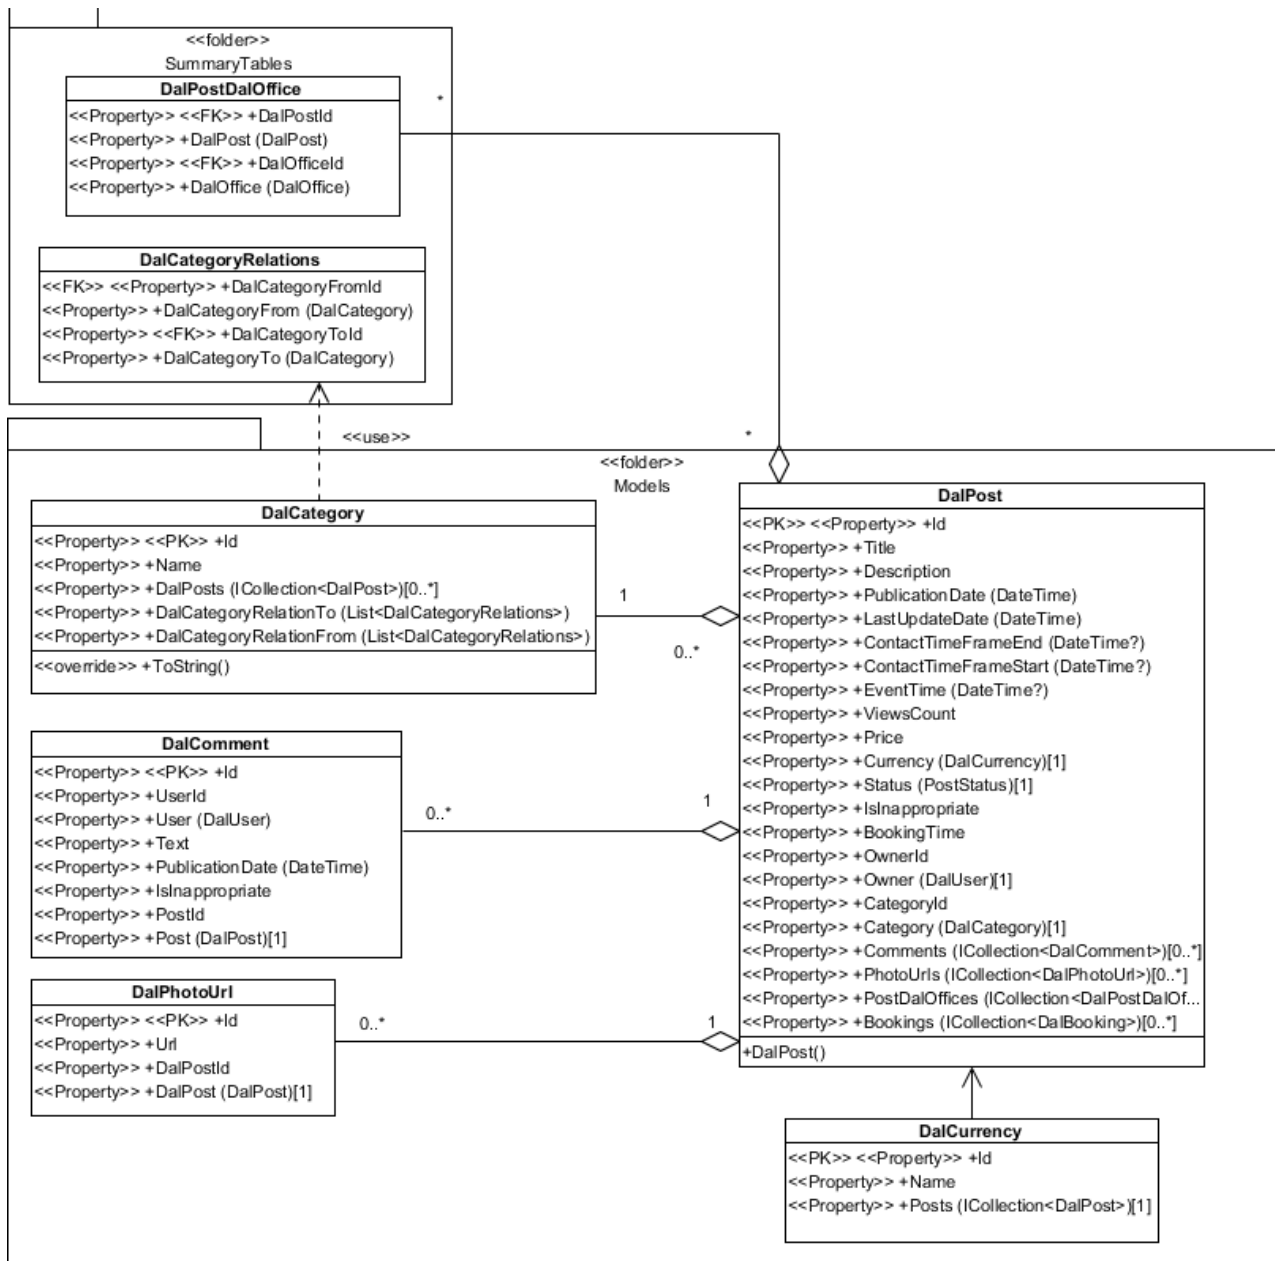 <<folder>>
SummaryTables
DalPostDalOffice
<<Property>> <<FK>> +DalPostId
<<Property>> +DalPost (DalPost)
<<Property>> <<FK>> +DalOfficeId
<<Property>> +DalOffice (DalOffice)
*
DalCategoryRelations
<<FK>> <<Property>> +DalCategoryFromId
<<Property>> +DalCategoryFrom (DalCategory)
<<Property>> <<FK>> +DalCategoryToId
<<Property>> +DalCategoryTo (DalCategory)
<<use>>
*
<<folder>>
Models
DalCategory
<<Property>> <<PK>> +Id
<<Property>> +Name
<<Property>> +DalPosts (ICollection<DalPost>)[0..*]
<<Property>> +DalCategoryRelationTo (List<DalCategoryRelations>)
<<Property>> +DalCategoryRelationFrom (List<DalCategoryRelations>)
<<override>> +ToString()
1
0..*
DalComment
<<Property>> <<PK>> +Id
<<Property>> +UserId
<<Property>> +User (DalUser)
<<Property>> +Text
<<Property>> +PublicationDate (DateTime)
<<Property>> +IsInappropriate
<<Property>> +PostId
<<Property>> +Post (DalPost)[1]
0..*
1
DalPhotoUrl
<<Property>> <<PK>> +Id
<<Property>> +Url
<<Property>> +DalPostId
<<Property>> +DalPost (DalPost)[1]
0..*
1
DalPost
<<PK>> <<Property>> +Id
<<Property>> +Title
<<Property>> +Description
<<Property>> +PublicationDate (DateTime)
<<Property>> +LastUpdateDate (DateTime)
<<Property>> +ContactTimeFrameEnd (DateTime?)
<<Property>> +ContactTimeFrameStart (DateTime?)
<<Property>> +EventTime (DateTime?)
<<Property>> +ViewsCount
<<Property>> +Price
<<Property>> +Currency (DalCurrency)[1]
<<Property>> +Status (PostStatus)[1]
<<Property>> +IsInappropriate
<<Property>> +BookingTime
<<Property>> +OwnerId
<<Property>> +Owner (DalUser)[1]
<<Property>> +CategoryId
<<Property>> +Category (DalCategory)[1]
<<Property>> +Comments (ICollection<DalComment>)[0..*]
<<Property>> +PhotoUrls (ICollection<DalPhotoUrl>)[0..*]
<<Property>> +PostDalOffices (ICollection<DalPostDalOf...
<<Property>> +Bookings (ICollection<DalBooking>)[0..*]
+DalPost()
DalCurrency
<<PK>> <<Property>> +Id
<<Property>> +Name
<<Property>> +Posts (ICollection<DalPost>)[1]